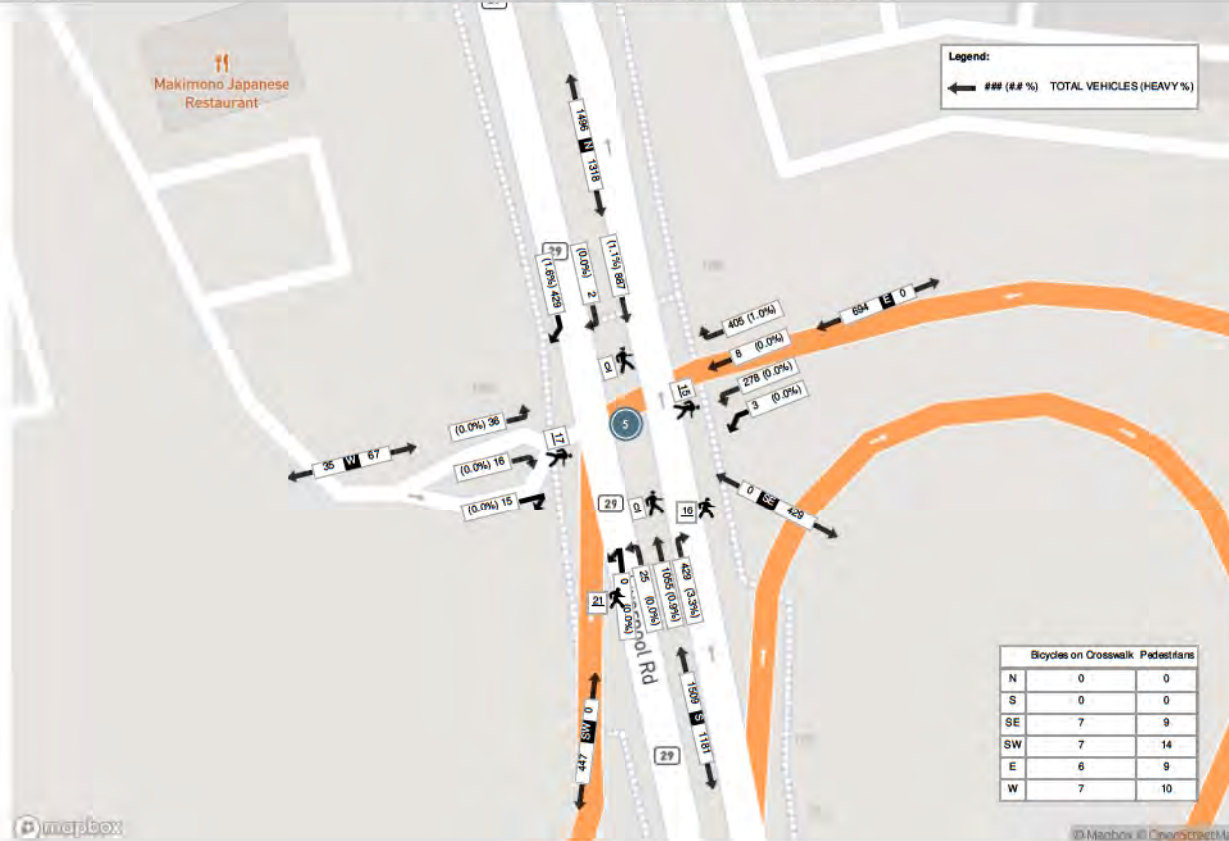 Makimono Japanese
Restaurant
Legend:
### (#.# %) TOTAL VEHICLES (HEAVY %)
1496 N 1318
29
(1.6%) 429
(0.0%) 2
(1.1%) 887
0
694 E 0
405 (1.0%)
8 (0.0%)
278 (0.0%)
3 (0.0%)
15
5
17
(0.0%) 36
(0.0%) 16
(0.0%) 15
35 W 67
29
0
16
0 SE 429
21
0 (0.0%)
25 (0.0%)
1055 (0.9%)
429 (3.3%)
pool Rd
1509 S 1181
447 SW 0
29
Bicycles on Crosswalk Pedestrians
N 0 0
S 0 0
SE 7 9
SW 7 14
E 6 9
W 7 10
mapbox
© Mapbox © OpenStreetMa